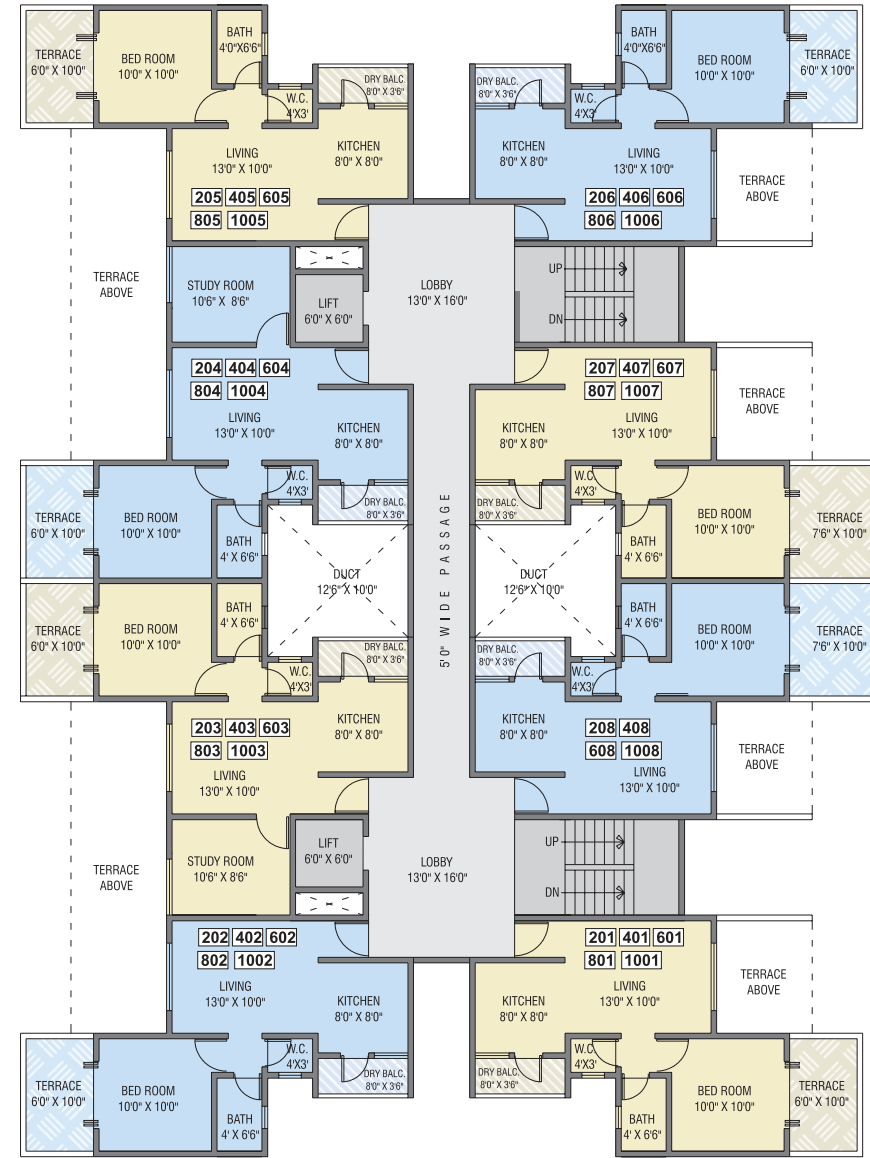 TERRACE
6'0" X 10'0"
BED ROOM
10'0" X 10'0"
BATH
4'0"X6'6"
W.C.
4'X3'
DRY BALC.
8'0" X 3'6"
LIVING
13'0" X 10'0"
KITCHEN
8'0" X 8'0"
205 405 605
805 1005
BATH
4'0"X6'6"
BED ROOM
10'0" X 10'0"
TERRACE
6'0" X 10'0"
DRY BALC.
8'0" X 3'6"
W.C.
4'X3'
KITCHEN
8'0" X 8'0"
LIVING
13'0" X 10'0"
206 406 606
806 1006
TERRACE
ABOVE
TERRACE
ABOVE
STUDY ROOM
10'6" X 8'6"
LIFT
6'0" X 6'0"
LOBBY
13'0" X 16'0"
UP
DN
204 404 604
804 1004
LIVING
13'0" X 10'0"
KITCHEN
8'0" X 8'0"
207 407 607
807 1007
KITCHEN
8'0" X 8'0"
LIVING
13'0" X 10'0"
TERRACE
ABOVE
TERRACE
6'0" X 10'0"
BED ROOM
10'0" X 10'0"
BATH
4' X 6'6"
W.C.
4'X3'
DRY BALC.
8'0" X 3'6"
DUCT
12'6" X 10'0"
5'0" WIDE PASSAGE
DRY BALC.
8'0" X 3'6"
W.C.
4'X3'
DUCT
12'6" X 10'0"
BATH
4' X 6'6"
BED ROOM
10'0" X 10'0"
TERRACE
7'6" X 10'0"
TERRACE
6'0" X 10'0"
BED ROOM
10'0" X 10'0"
BATH
4' X 6'6"
W.C.
4'X3'
DRY BALC.
8'0" X 3'6"
KITCHEN
8'0" X 8'0"
203 403 603
803 1003
LIVING
13'0" X 10'0"
DRY BALC.
8'0" X 3'6"
W.C.
4'X3'
BATH
4' X 6'6"
BED ROOM
10'0" X 10'0"
TERRACE
7'6" X 10'0"
KITCHEN
8'0" X 8'0"
208 408
608 1008
LIVING
13'0" X 10'0"
TERRACE
ABOVE
TERRACE
ABOVE
STUDY ROOM
10'6" X 8'6"
LIFT
6'0" X 6'0"
LOBBY
13'0" X 16'0"
UP
DN
202 402 602
802 1002
LIVING
13'0" X 10'0"
KITCHEN
8'0" X 8'0"
201 401 601
801 1001
KITCHEN
8'0" X 8'0"
LIVING
13'0" X 10'0"
TERRACE
ABOVE
TERRACE
6'0" X 10'0"
BED ROOM
10'0" X 10'0"
BATH
4' X 6'6"
W.C.
4'X3'
DRY BALC.
8'0" X 3'6"
DRY BALC.
8'0" X 3'6"
W.C.
4'X3'
BATH
4' X 6'6"
BED ROOM
10'0" X 10'0"
TERRACE
6'0" X 10'0"